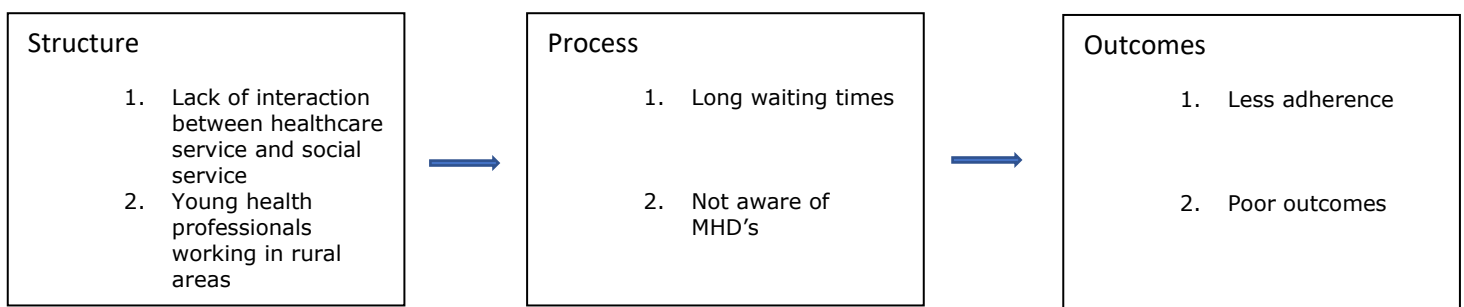 Structure
1. Lack of interaction
between healthcare
service and social
service
2. Young health
professionals
working in rural
areas
Process
1. Long waiting times
2. Not aware of
MHD’s
Outcomes
1. Less adherence
2. Poor outcomes